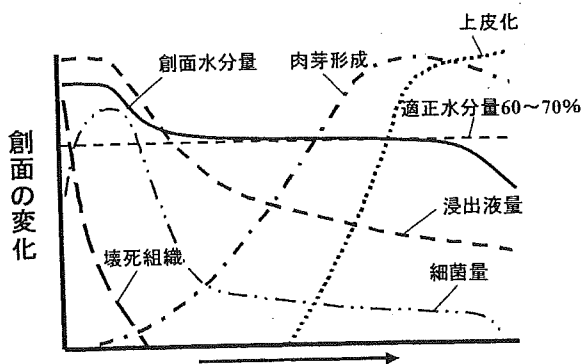 上皮化
創面水分量
肉芽形成
適正水分量60～70%
創面の変化
浸出液量
壊死組織
細菌量